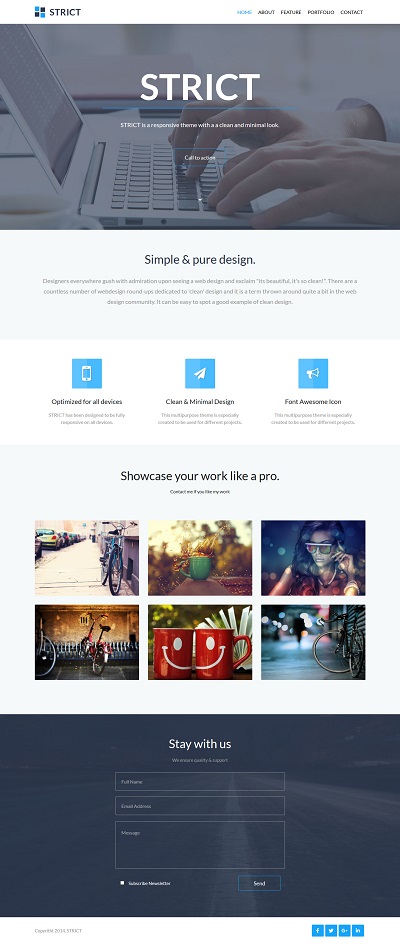 STRICT
HOME ABOUT FEATURE PORTFOLIO CONTACT
STRICT
STRICT is a responsive theme with a a clean and minimal look.
Call to action
Simple & pure design.
Designers everywhere gush with admiration upon seeing a web design and exclaim "its beautiful, it's so clean!". There are a
countless number of webdesign round-ups dedicated to 'clean' design and it is a term thrown around quite a bit in the web
design community. It can be easy to spot a good example of clean design.
Optimized for all devices
STRICT has been designed to be fully
responsive on all devices.
Clean & Minimal Design
This multipurpose theme is especially
created to be used for different projects.
Font Awesome Icon
This multipurpose theme is especially
created to be used for different projects.
Showcase your work like a pro.
Contact me if you like my work
Stay with us
We ensure quality & support
Full Name
Email Address
Message
Subscribe Newsletter
Send
Copyritht 2014,STRICT